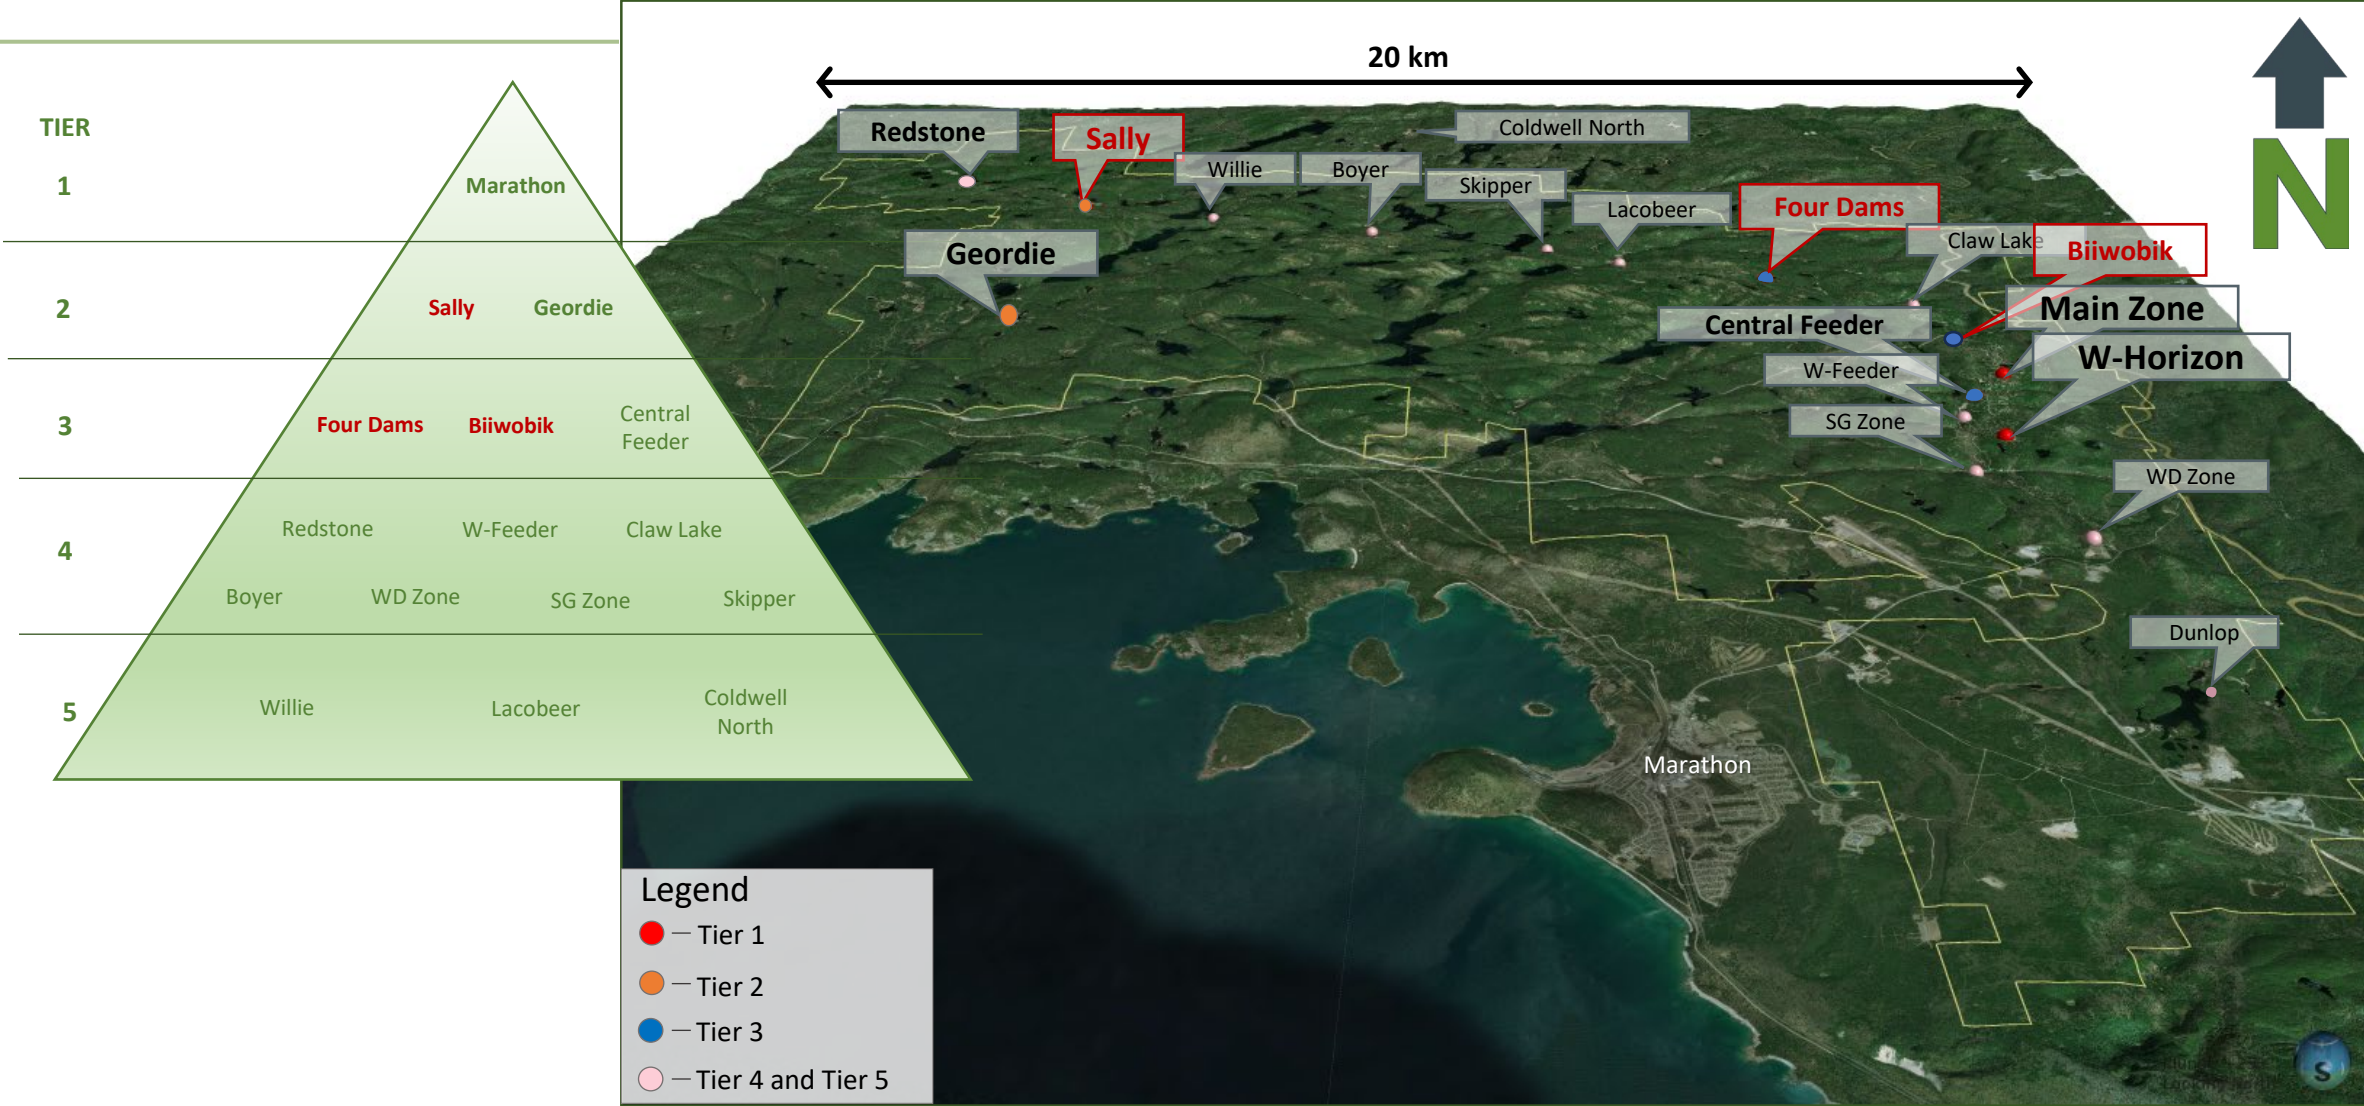 TIER
1
Marathon
2
Sally
Geordie
3
Four Dams
Biiwobik
Central
Feeder
4
Redstone
W-Feeder
Claw Lake
Boyer
WD Zone
SG Zone
Skipper
5
Willie
Lacobeer
Coldwell
North
20 km
N
Redstone
Sally
Willie
Boyer
Coldwell North
Skipper
Lacobeer
Four Dams
Claw Lake
Biiwobik
Geordie
Main Zone
Central Feeder
W-Horizon
W-Feeder
SG Zone
WD Zone
Dunlop
Marathon
Legend
Tier 1
Tier 2
Tier 3
Tier 4 and Tier 5
Looking North
S